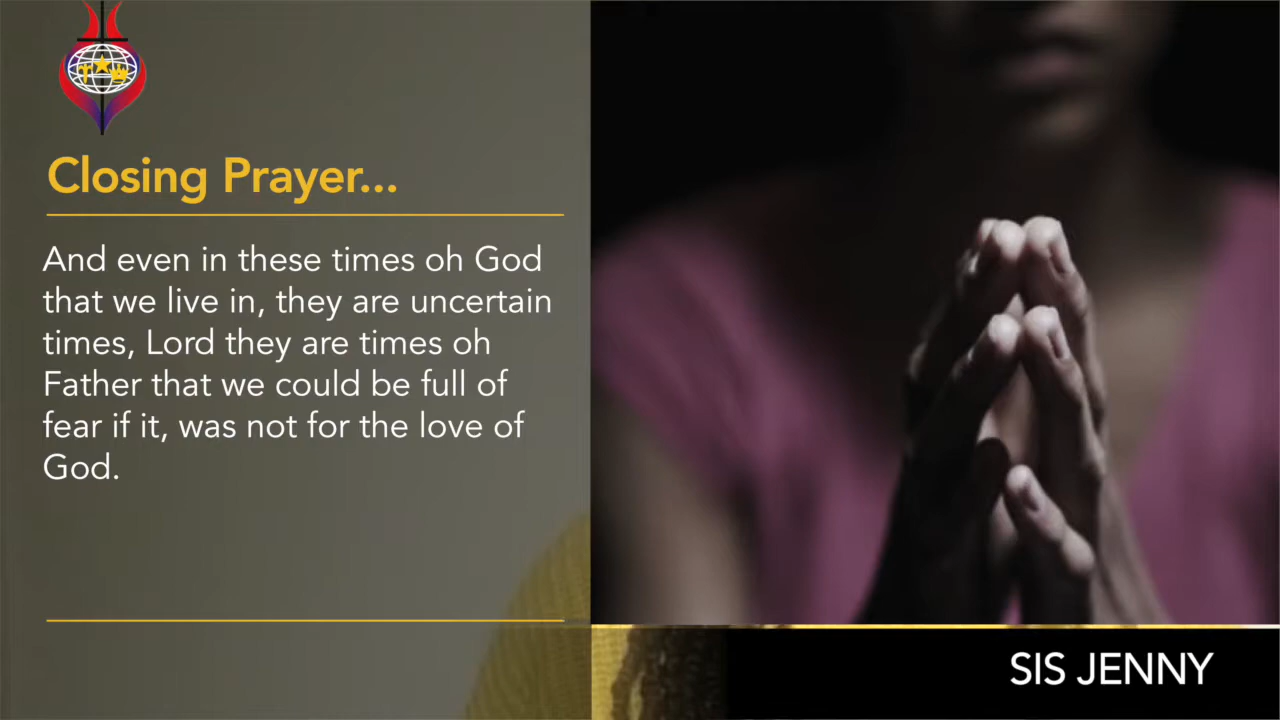 Closing Prayer...
And even in these times oh God
that we live in, they are uncertain
times, Lord they are times oh
Father that we could be full of
fear if it, was not for the love of
God.
SIS JENNY